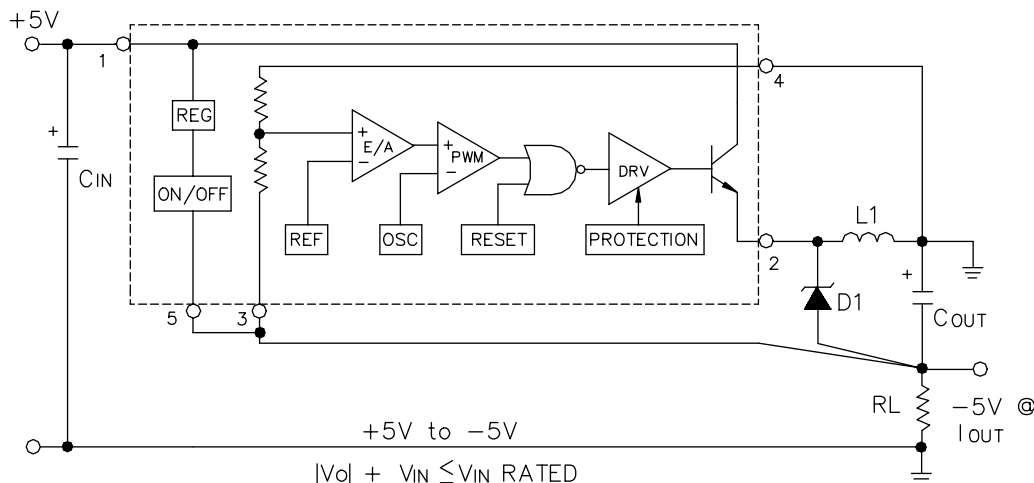 +5V
1
4
REG
+
CIN
ON/OFF
+
E/A
−
+
PWM
−
DRV
REF
OSC
RESET
PROTECTION
L1
2
D1
+
COUT
5
3
RL
−5V @
IOUT
+5V to −5V
|Vo| + VIN ≤ VIN RATED